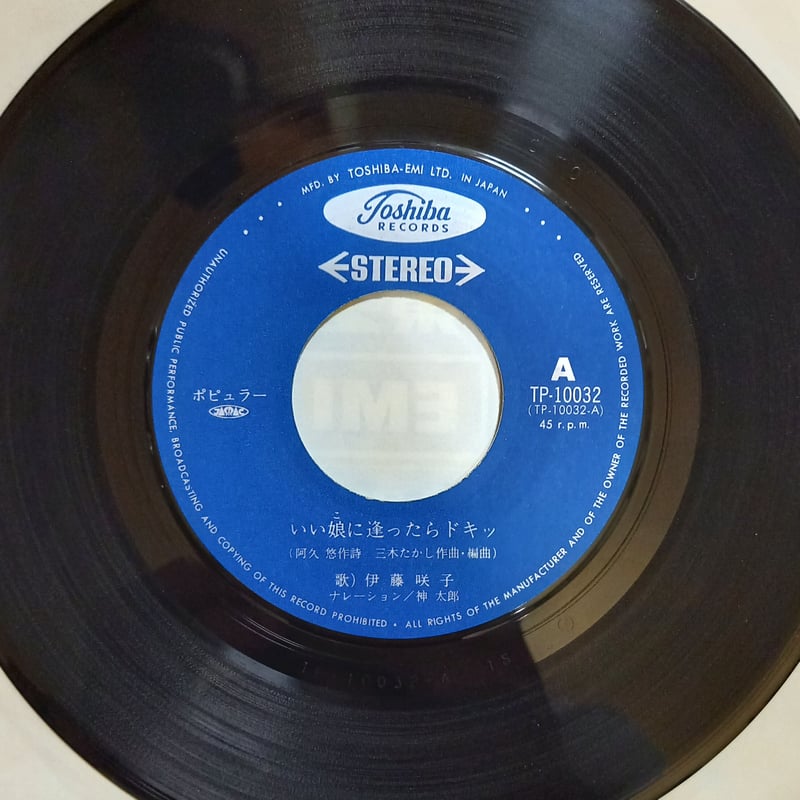 MFD. BY TOSHIBA-EMI LTD. IN JAPAN
Toshiba
RECORDS
STEREO
ポピュラー
JASRAC
A
TP-10032
(TP-10032-A)
45 r.p.m.
EMI
こ
いい娘に逢ったらドキッ
(阿久 悠作詩 三木たかし作曲・編曲)
歌) 伊藤咲子
ナレーション/神 太郎
UNAUTHORIZED PUBLIC PERFORMANCE, BROADCASTING AND COPYING OF THIS RECORD PROHIBITED • ALL RIGHTS OF THE MANUFACTURER AND OF THE OWNER OF THE RECORDED WORK ARE RESERVED